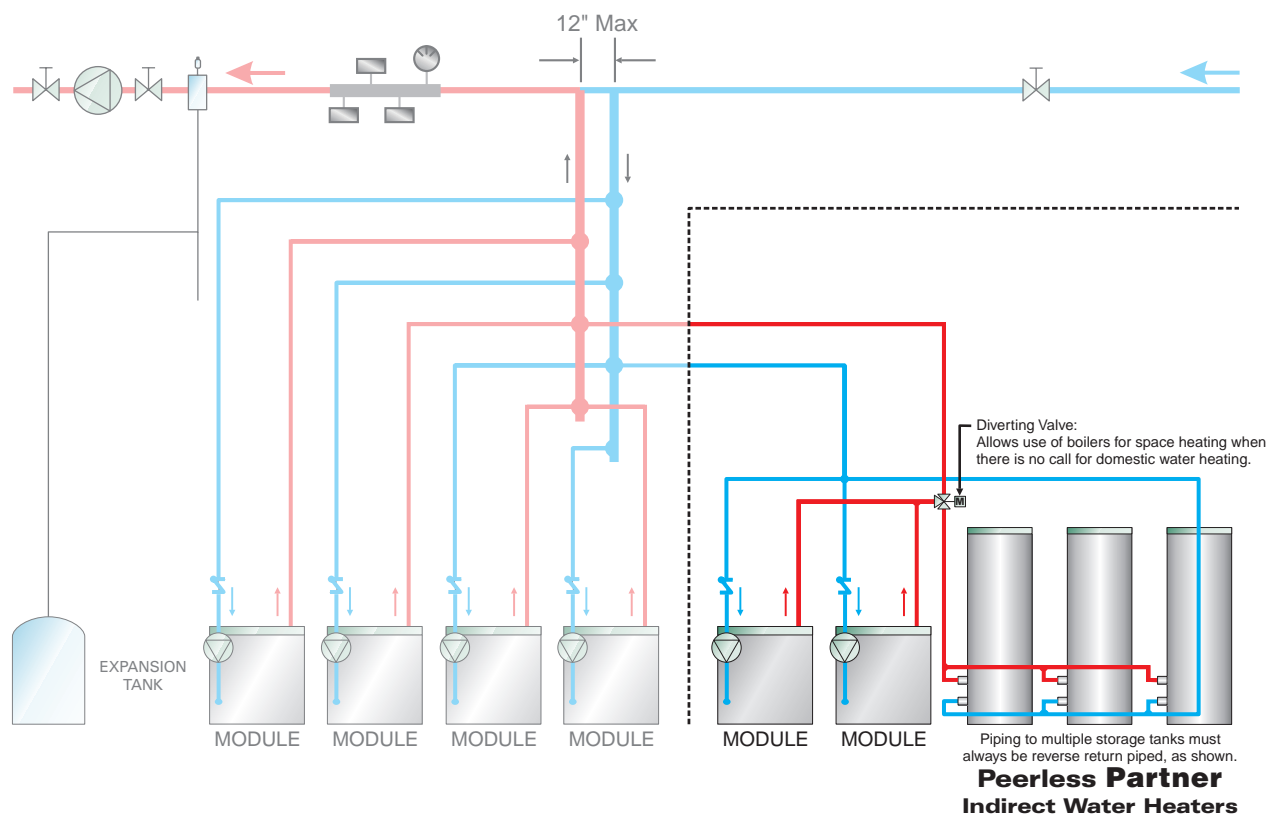 12" Max
Diverting Valve:
Allows use of boilers for space heating when
there is no call for domestic water heating.
M
EXPANSION
TANK
MODULE
MODULE
MODULE
MODULE
MODULE
MODULE
Piping to multiple storage tanks must
always be reverse return piped, as shown.
Peerless Partner
Indirect Water Heaters